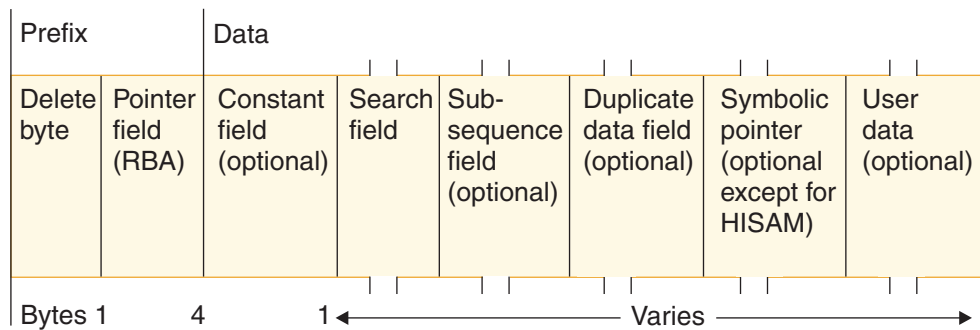 Prefix Data
Delete byte
Pointer field (RBA)
Constant field (optional)
Search field
Sub-sequence field (optional)
Duplicate data field (optional)
Symbolic pointer (optional except for HISAM)
User data (optional)
Bytes 1 4 1 Varies